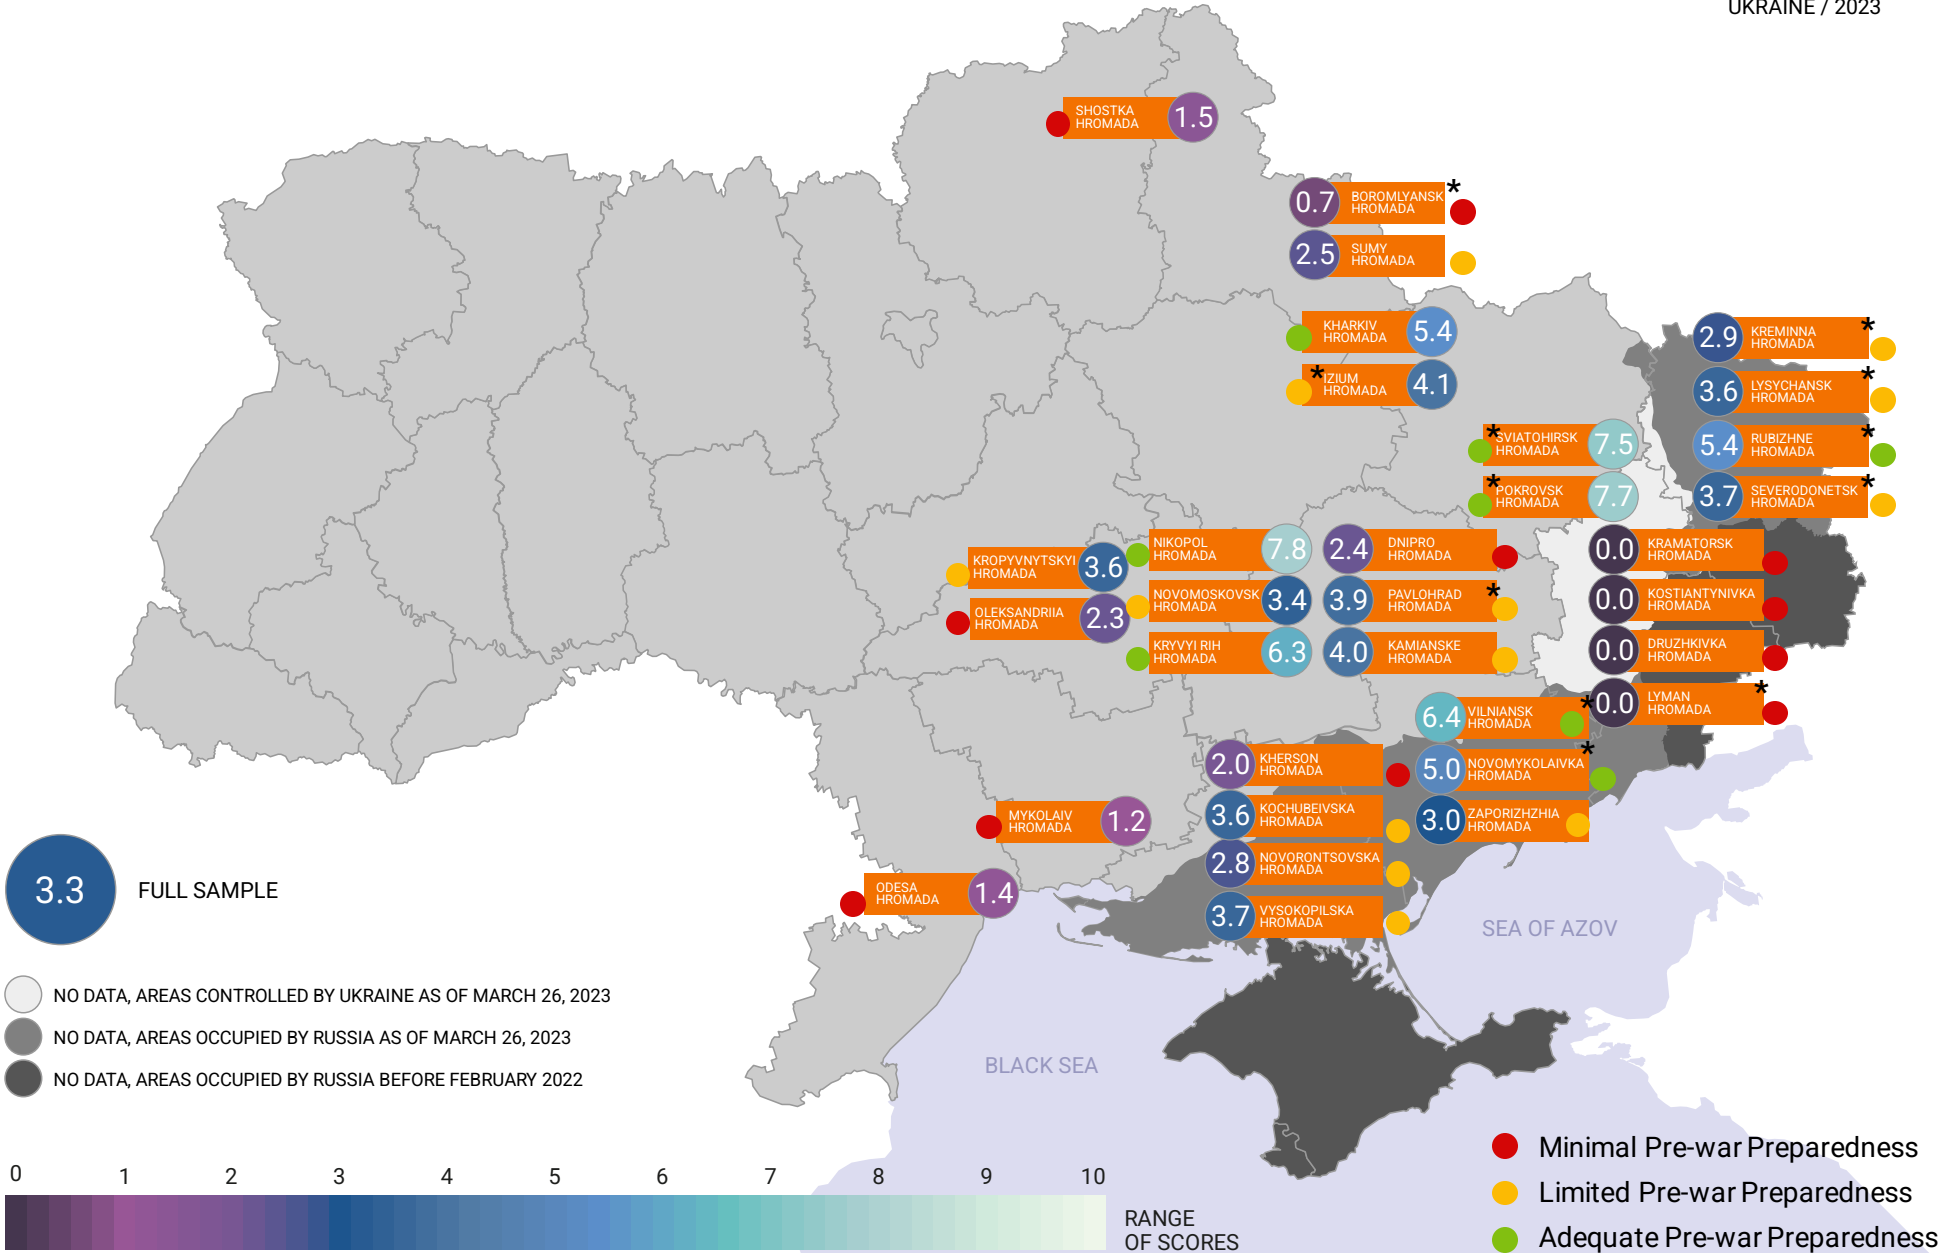 UKRAINE / 2023
SHOSTKA
HROMADA
1.5
0.7
BOROMLYANSK
HROMADA
*
2.5
SUMY
HROMADA
KHARKIV
HROMADA
5.4
*
IZIUM
HROMADA
4.1
2.9
KREMINNA
HROMADA
*
3.6
LYSYCHANSK
HROMADA
*
5.4
RUBIZHNE
HROMADA
*
3.7
SEVERODONETSK
HROMADA
*
*
SVIATOHIRSK
HROMADA
7.5
*
POKROVSK
HROMADA
7.7
KROPYVNYTSKYI
HROMADA
3.6
OLEKSANDRIIA
HROMADA
2.3
NIKOPOL
HROMADA
7.8
NOVOMOSKOVSK
HROMADA
3.4
KRYVYI RIH
HROMADA
6.3
2.4
DNIPRO
HROMADA
3.9
PAVLOHRAD
HROMADA
*
4.0
KAMIANSKE
HROMADA
0.0
KRAMATORSK
HROMADA
0.0
KOSTIANTYNIVKA
HROMADA
0.0
DRUZHKIVKA
HROMADA
0.0
LYMAN
HROMADA
*
6.4
VILNIANSK
HROMADA
*
5.0
NOVOMYKOLAIVKA
HROMADA
*
3.0
ZAPORIZHZHIA
HROMADA
2.0
KHERSON
HROMADA
3.6
KOCHUBEIVSKA
HROMADA
2.8
NOVORONTSOVSKA
HROMADA
3.7
VYSOKOPILSKA
HROMADA
MYKOLAIV
HROMADA
1.2
ODESA
HROMADA
1.4
3.3
FULL SAMPLE
SEA OF AZOV
BLACK SEA
NO DATA, AREAS CONTROLLED BY UKRAINE AS OF MARCH 26, 2023
NO DATA, AREAS OCCUPIED BY RUSSIA AS OF MARCH 26, 2023
NO DATA, AREAS OCCUPIED BY RUSSIA BEFORE FEBRUARY 2022
0 1 2 3 4 5 6 7 8 9 10
RANGE
OF SCORES
Minimal Pre-war Preparedness
Limited Pre-war Preparedness
Adequate Pre-war Preparedness